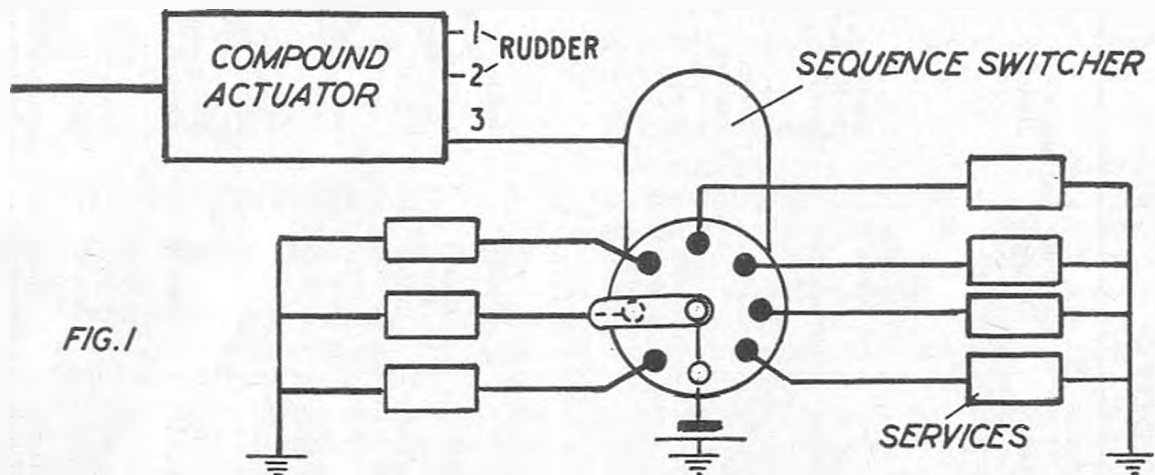 COMPOUND
ACTUATOR
1
2
3
RUDDER
SEQUENCE SWITCHER
FIG.1
SERVICES